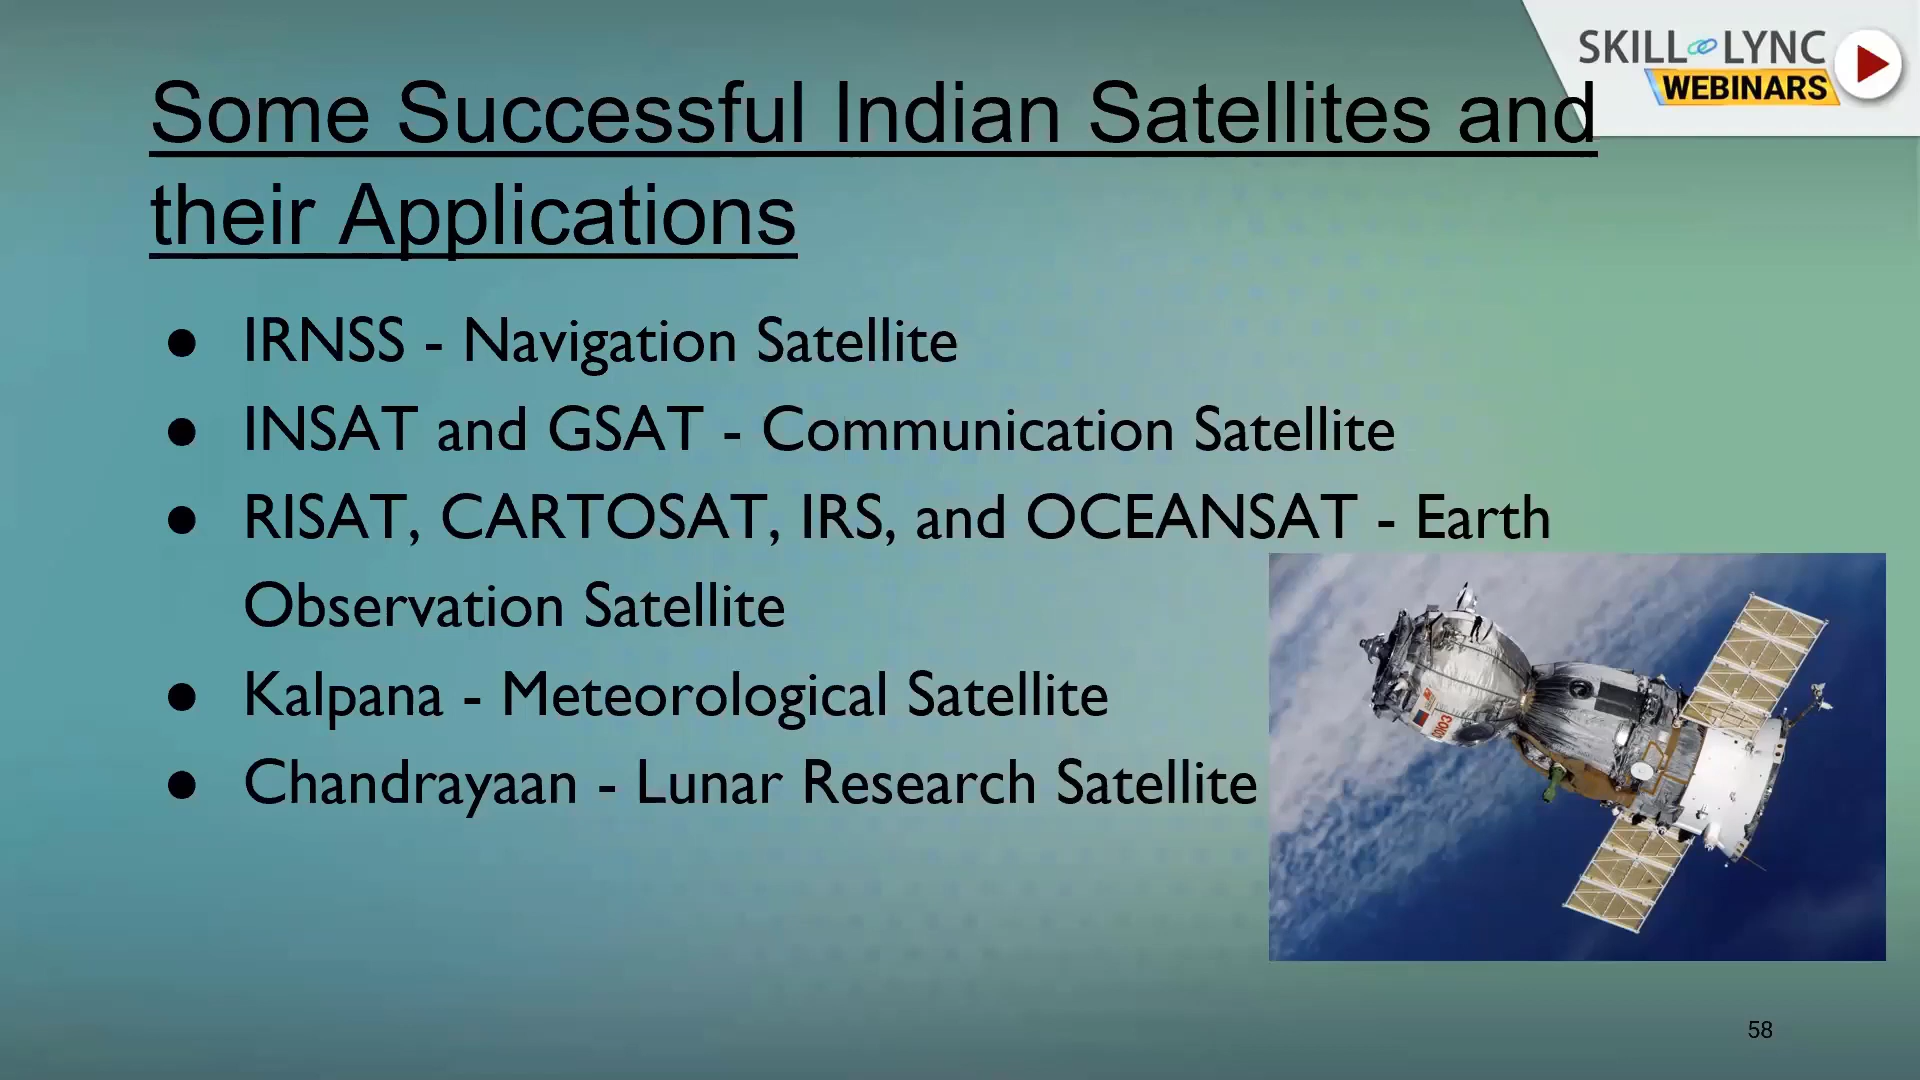 SKILL LYNC
WEBINARS
Some Successful Indian Satellites and
their Applications
● IRNSS - Navigation Satellite
● INSAT and GSAT - Communication Satellite
● RISAT, CARTOSAT, IRS, and OCEANSAT - Earth
Observation Satellite
● Kalpana - Meteorological Satellite
● Chandrayaan - Lunar Research Satellite
СОЮЗ
58